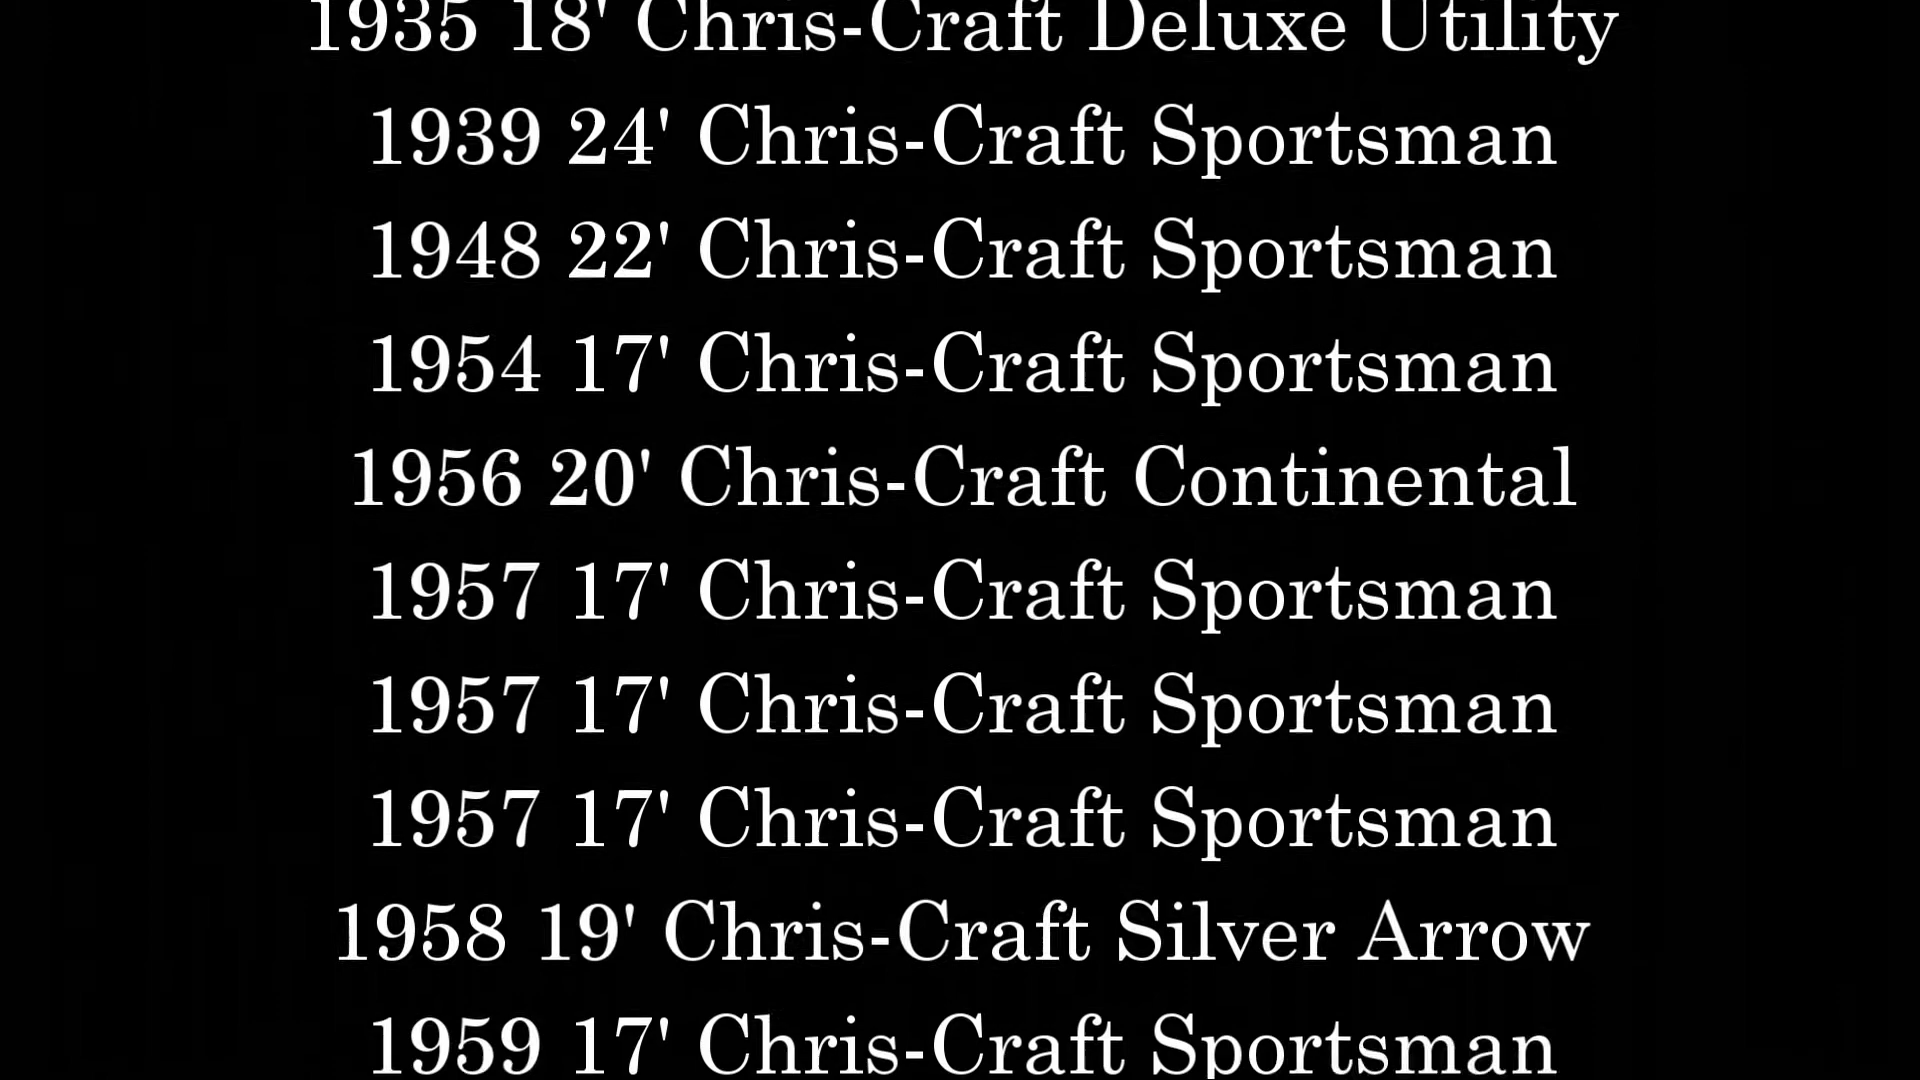 1935 18' Chris-Craft Deluxe Utility
1939 24' Chris-Craft Sportsman
1948 22' Chris-Craft Sportsman
1954 17' Chris-Craft Sportsman
1956 20' Chris-Craft Continental
1957 17' Chris-Craft Sportsman
1957 17' Chris-Craft Sportsman
1957 17' Chris-Craft Sportsman
1958 19' Chris-Craft Silver Arrow
1959 17' Chris-Craft Sportsman